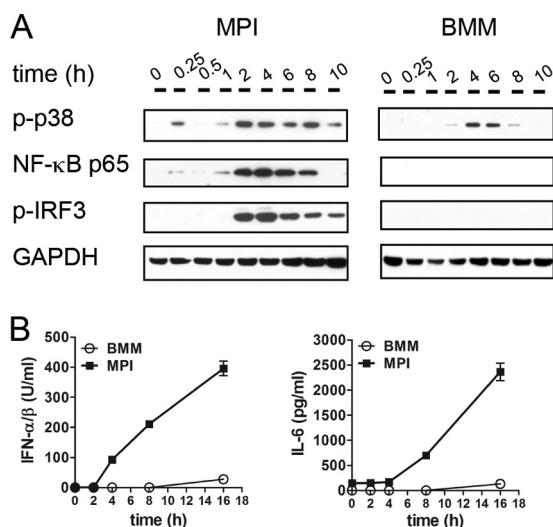 A
MPI BMM
time (h) 0 0.25 0.5 1 2 4 6 8 10 0 0.25 1 2 4 6 8 10
p-p38
NF-κB p65
p-IRF3
GAPDH
B
500
400
300
200
100
0
IFN-α/β (U/ml)
BMM
MPI
0 2 4 6 8 10 12 14 16 18
time (h)
3000
2500
2000
1500
1000
500
0
IL-6 (pg/ml)
BMM
MPI
0 2 4 6 8 10 12 14 16 18
time (h)